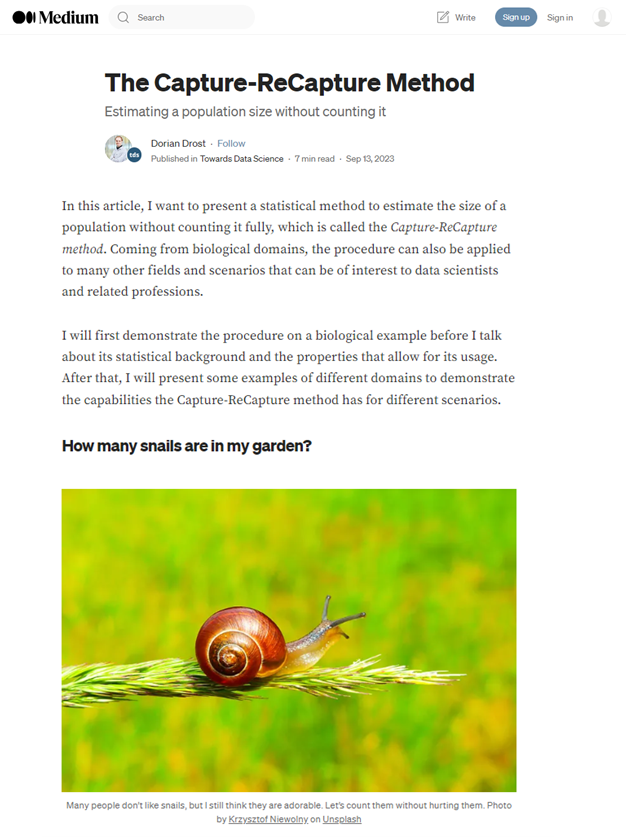 Medium
Search
Write
Sign up
Sign in
The Capture-ReCapture Method
Estimating a population size without counting it
tds
Dorian Drost · Follow
Published in Towards Data Science · 7 min read · Sep 13, 2023
In this article, I want to present a statistical method to estimate the size of a
population without counting it fully, which is called the Capture-ReCapture
method. Coming from biological domains, the procedure can also be applied
to many other fields and scenarios that can be of interest to data scientists
and related professions.
I will first demonstrate the procedure on a biological example before I talk
about its statistical background and the properties that allow for its usage.
After that, I will present some examples of different domains to demonstrate
the capabilities the Capture-ReCapture method has for different scenarios.
How many snails are in my garden?
Many people don't like snails, but I still think they are adorable. Let's count them without hurting them. Photo
by Krzysztof Niewolny on Unsplash